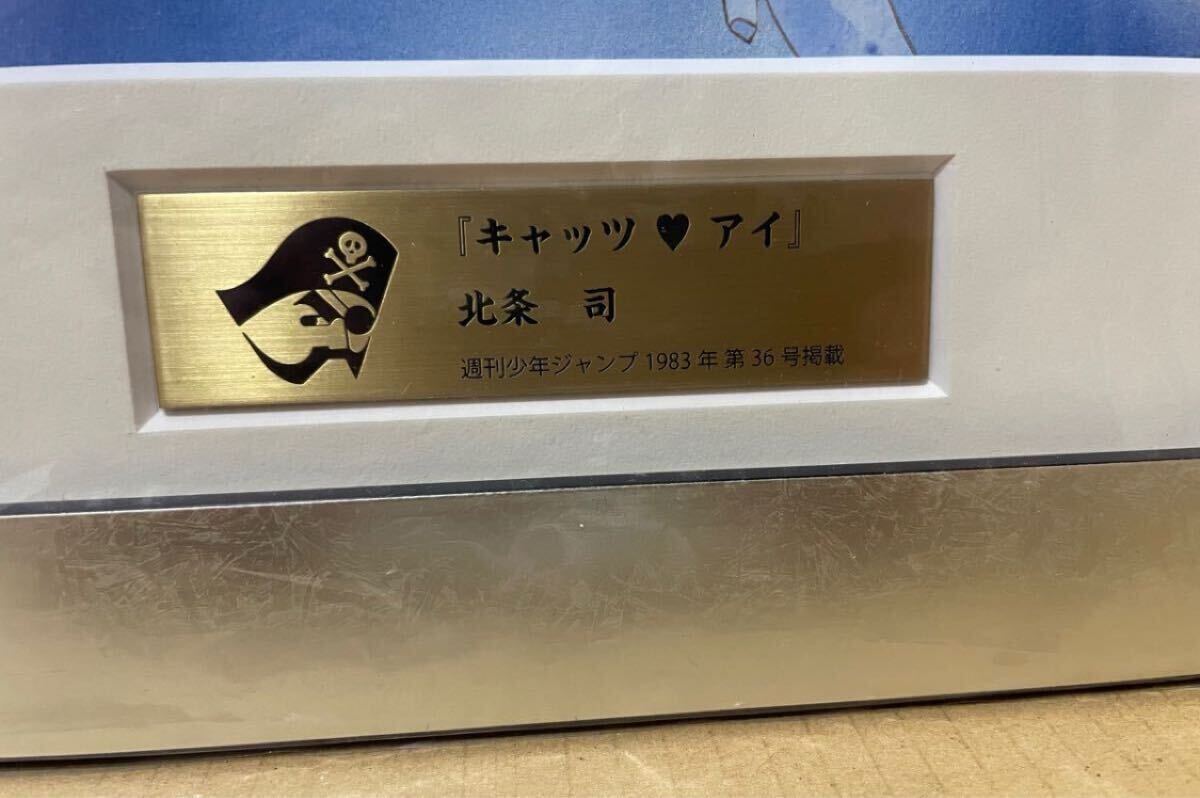 『キャッツ♥アイ』
北条 司
週刊少年ジャンプ 1983 年 第 36 号掲載